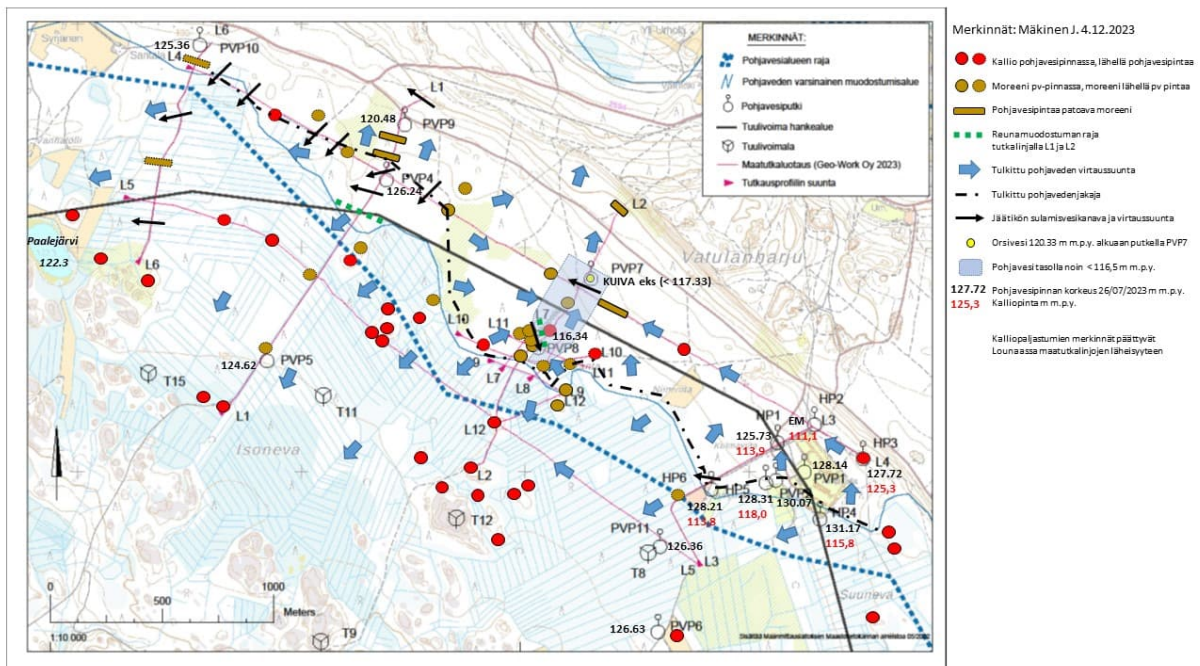 Merkinnät: Mäkinen J. 4.12.2023
Kallio pohjavesipinnassa, lähellä pohjavesipintaa
Moreeni pv-pinnassa, moreeni lähellä pv pintaa
Pohjavesipintaa patoava moreeni
Reunamuodostuman raja
tutkalinjalla L1 ja L2
Tulkittu pohjaveden virtaussuunta
Tulkittu pohjavedenjakaja
Jäätikön sulamisvesikanava ja virtaussuunta
Orsivesi 120.33 m m.p.y. alkuaan putkella PVP7
Pohjavesitasolla noin < 116,5 m m.p.y.
127.72 Pohjavesipinnan korkeus 26/07/2023 m m.p.y.
125,3 Kalliopinta m m.p.y.
Kalliopaljastumien merkinnät päättyvät
Lounaassa maatutkalinjojen läheisyyteen
MERKINNÄT:
Pohjavesialueen raja
Pohjaveden varsinainen muodostumisalue
Pohjavesiputki
Tuulivoima hankealue
Tuulivoimala
Maatutkaluotaus (Geo-Work Oy 2023)
Tutkausprofiilin suunta
Syrjänen
L6
125.36
PVP10
L4
Yli-Urnola
L1
120.48
PVP9
126.24
PVP4
L5
L2
Paalejärvi
122.3
L6
Vatulanharju
PVP7
KUIVA eks (< 117.33)
L10
L11
L7
116.34
PVP8
L10
L11
9
L7
L8
L9
L12
PVP5
124.62
T15
L1
T11
L12
Isoneva
L2
T12
HP2
HP1
EM
L3
125.73
111,1
113,9
HP3
128.14
L4
PVP1
127.72
125,3
HP6
HP5
128.31
130.07
128.21
118,0
113,8
HP4
131.17
115,8
PVP11
126.36
T8
L3
L5
Suuneva
126.63
PVP6
T9
0
500
1000
Meters
1:10 000